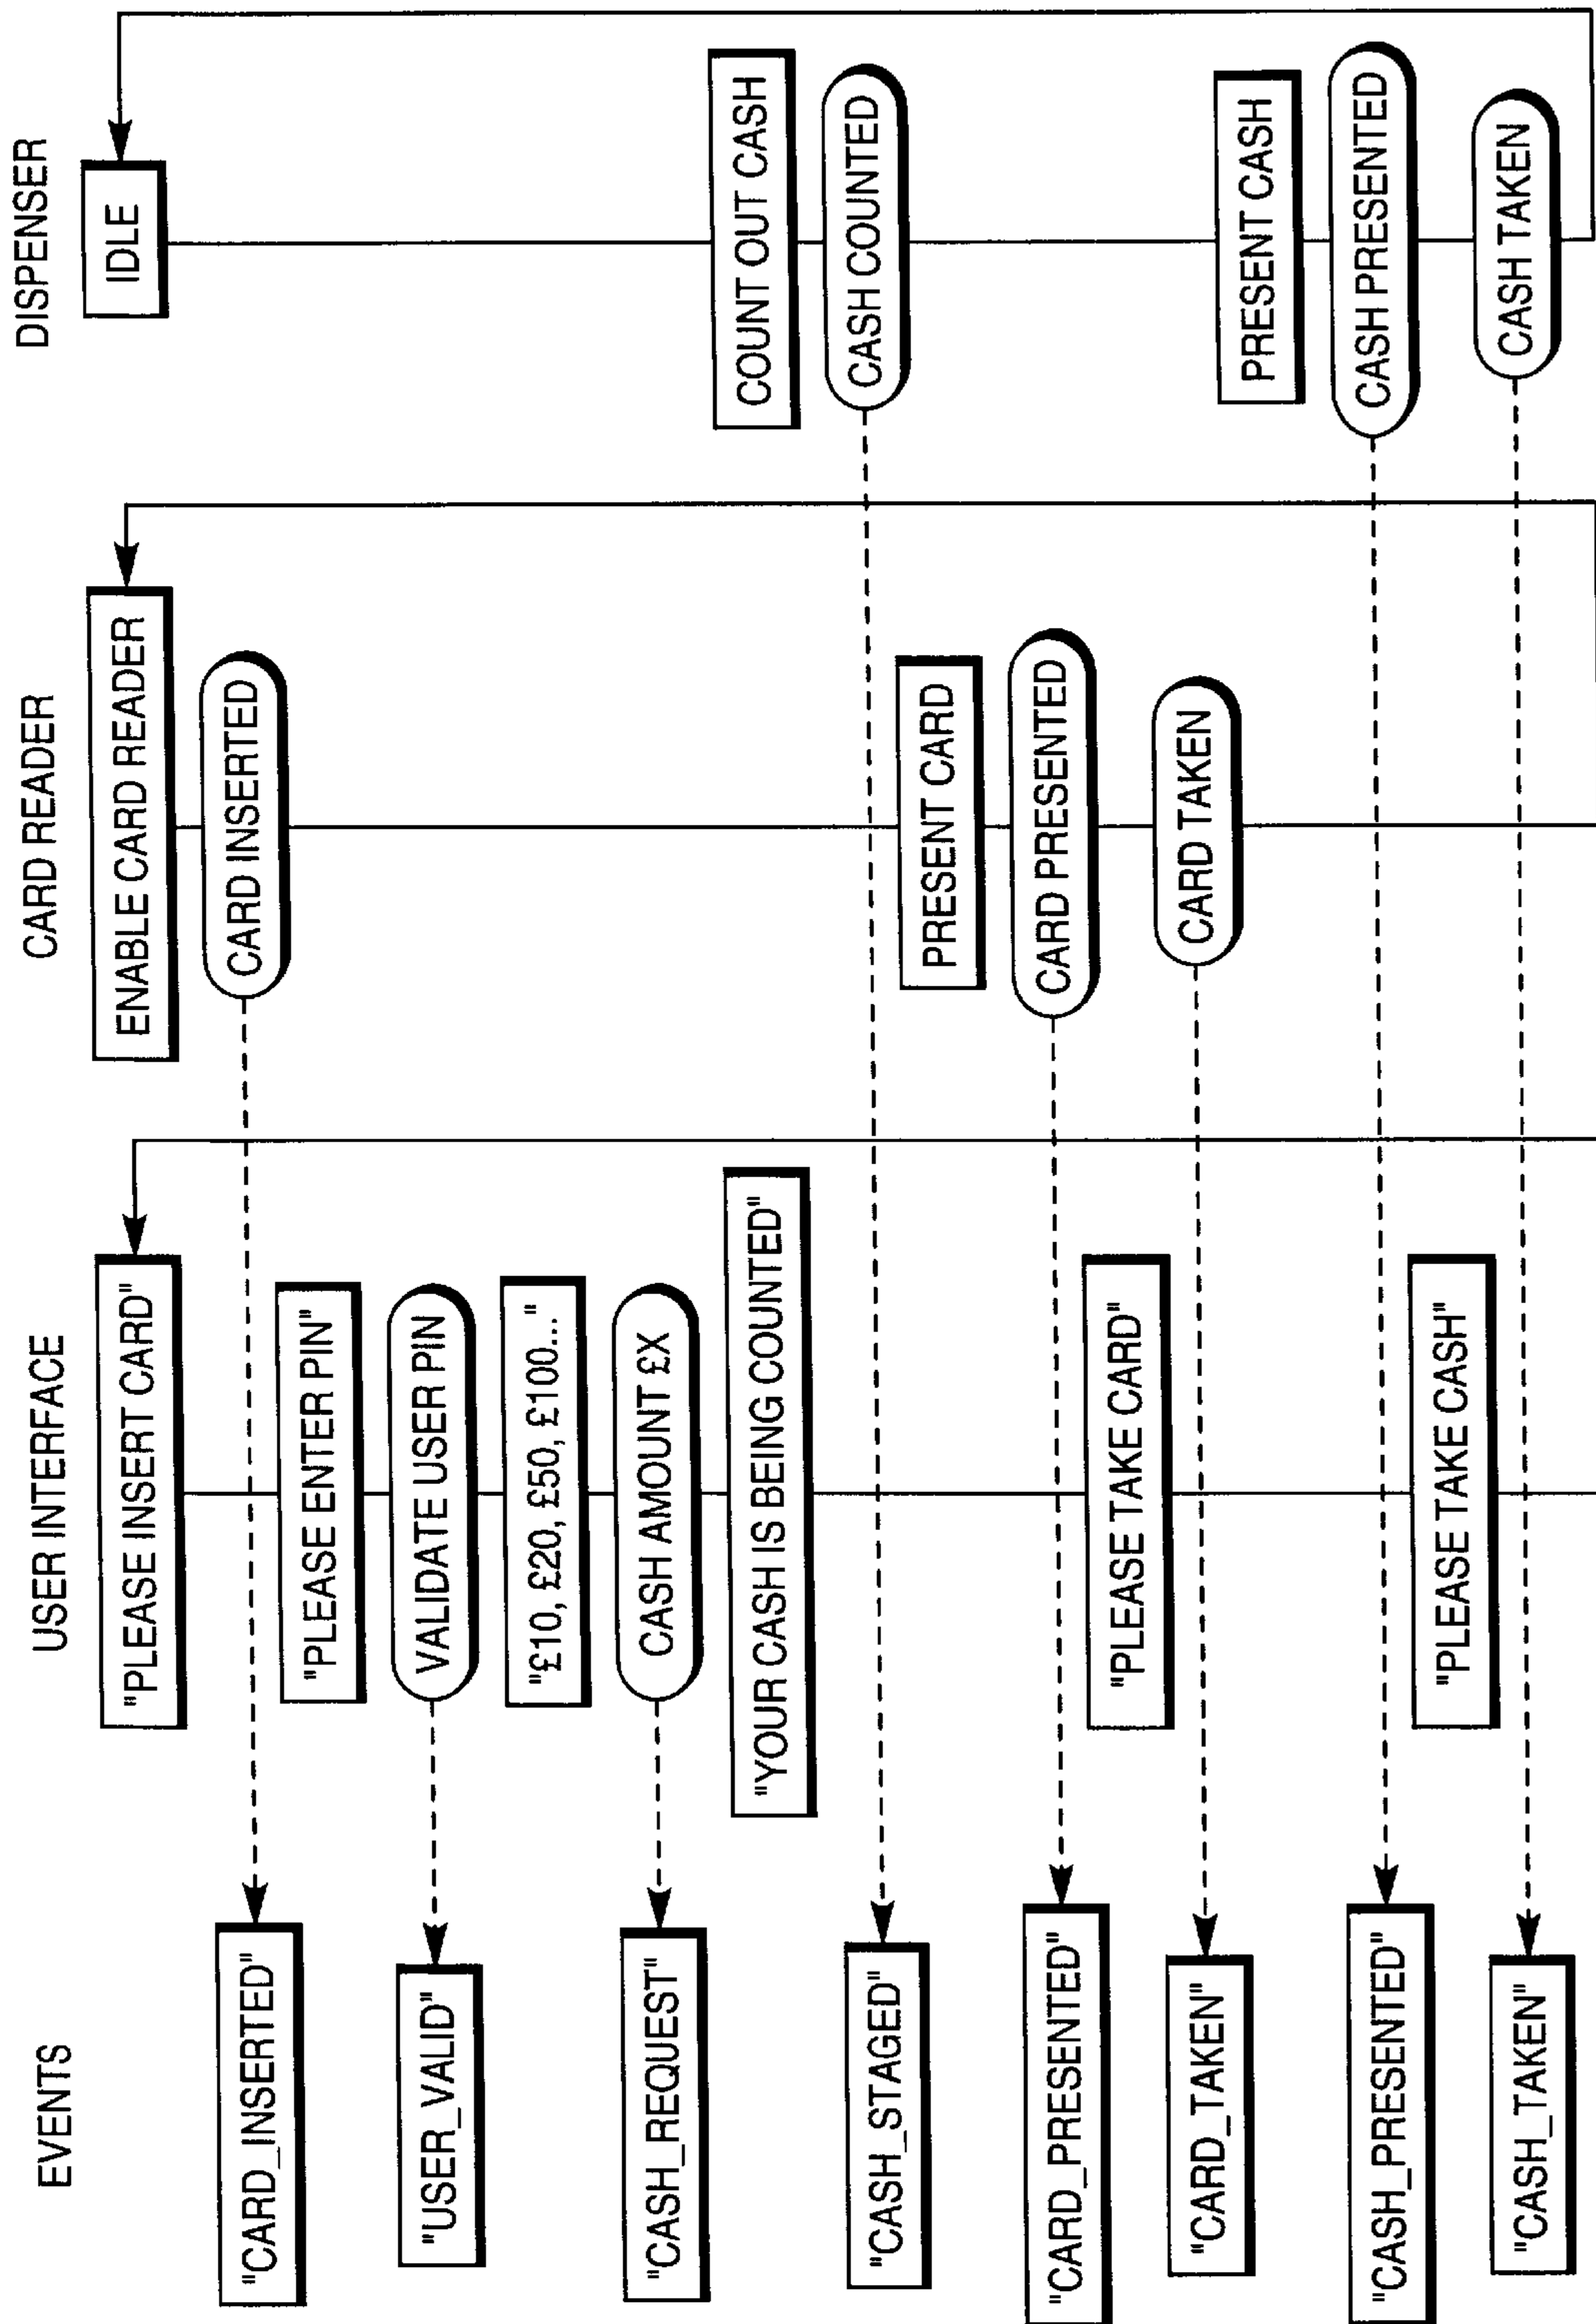 EVENTS
"CARD_INSERTED"
"USER_VALID"
"CASH_REQUEST"
"CASH_STAGED"
"CARD_PRESENTED"
"CARD_TAKEN"
"CASH_PRESENTED"
"CASH_TAKEN"
USER INTERFACE
"PLEASE INSERT CARD"
"PLEASE ENTER PIN"
VALIDATE USER PIN
"£10, £20, £50, £100..."
CASH AMOUNT £X
"YOUR CASH IS BEING COUNTED"
"PLEASE TAKE CARD"
"PLEASE TAKE CASH"
CARD READER
ENABLE CARD READER
CARD INSERTED
PRESENT CARD
CARD PRESENTED
CARD TAKEN
DISPENSER
IDLE
COUNT OUT CASH
CASH COUNTED
PRESENT CASH
CASH PRESENTED
CASH TAKEN